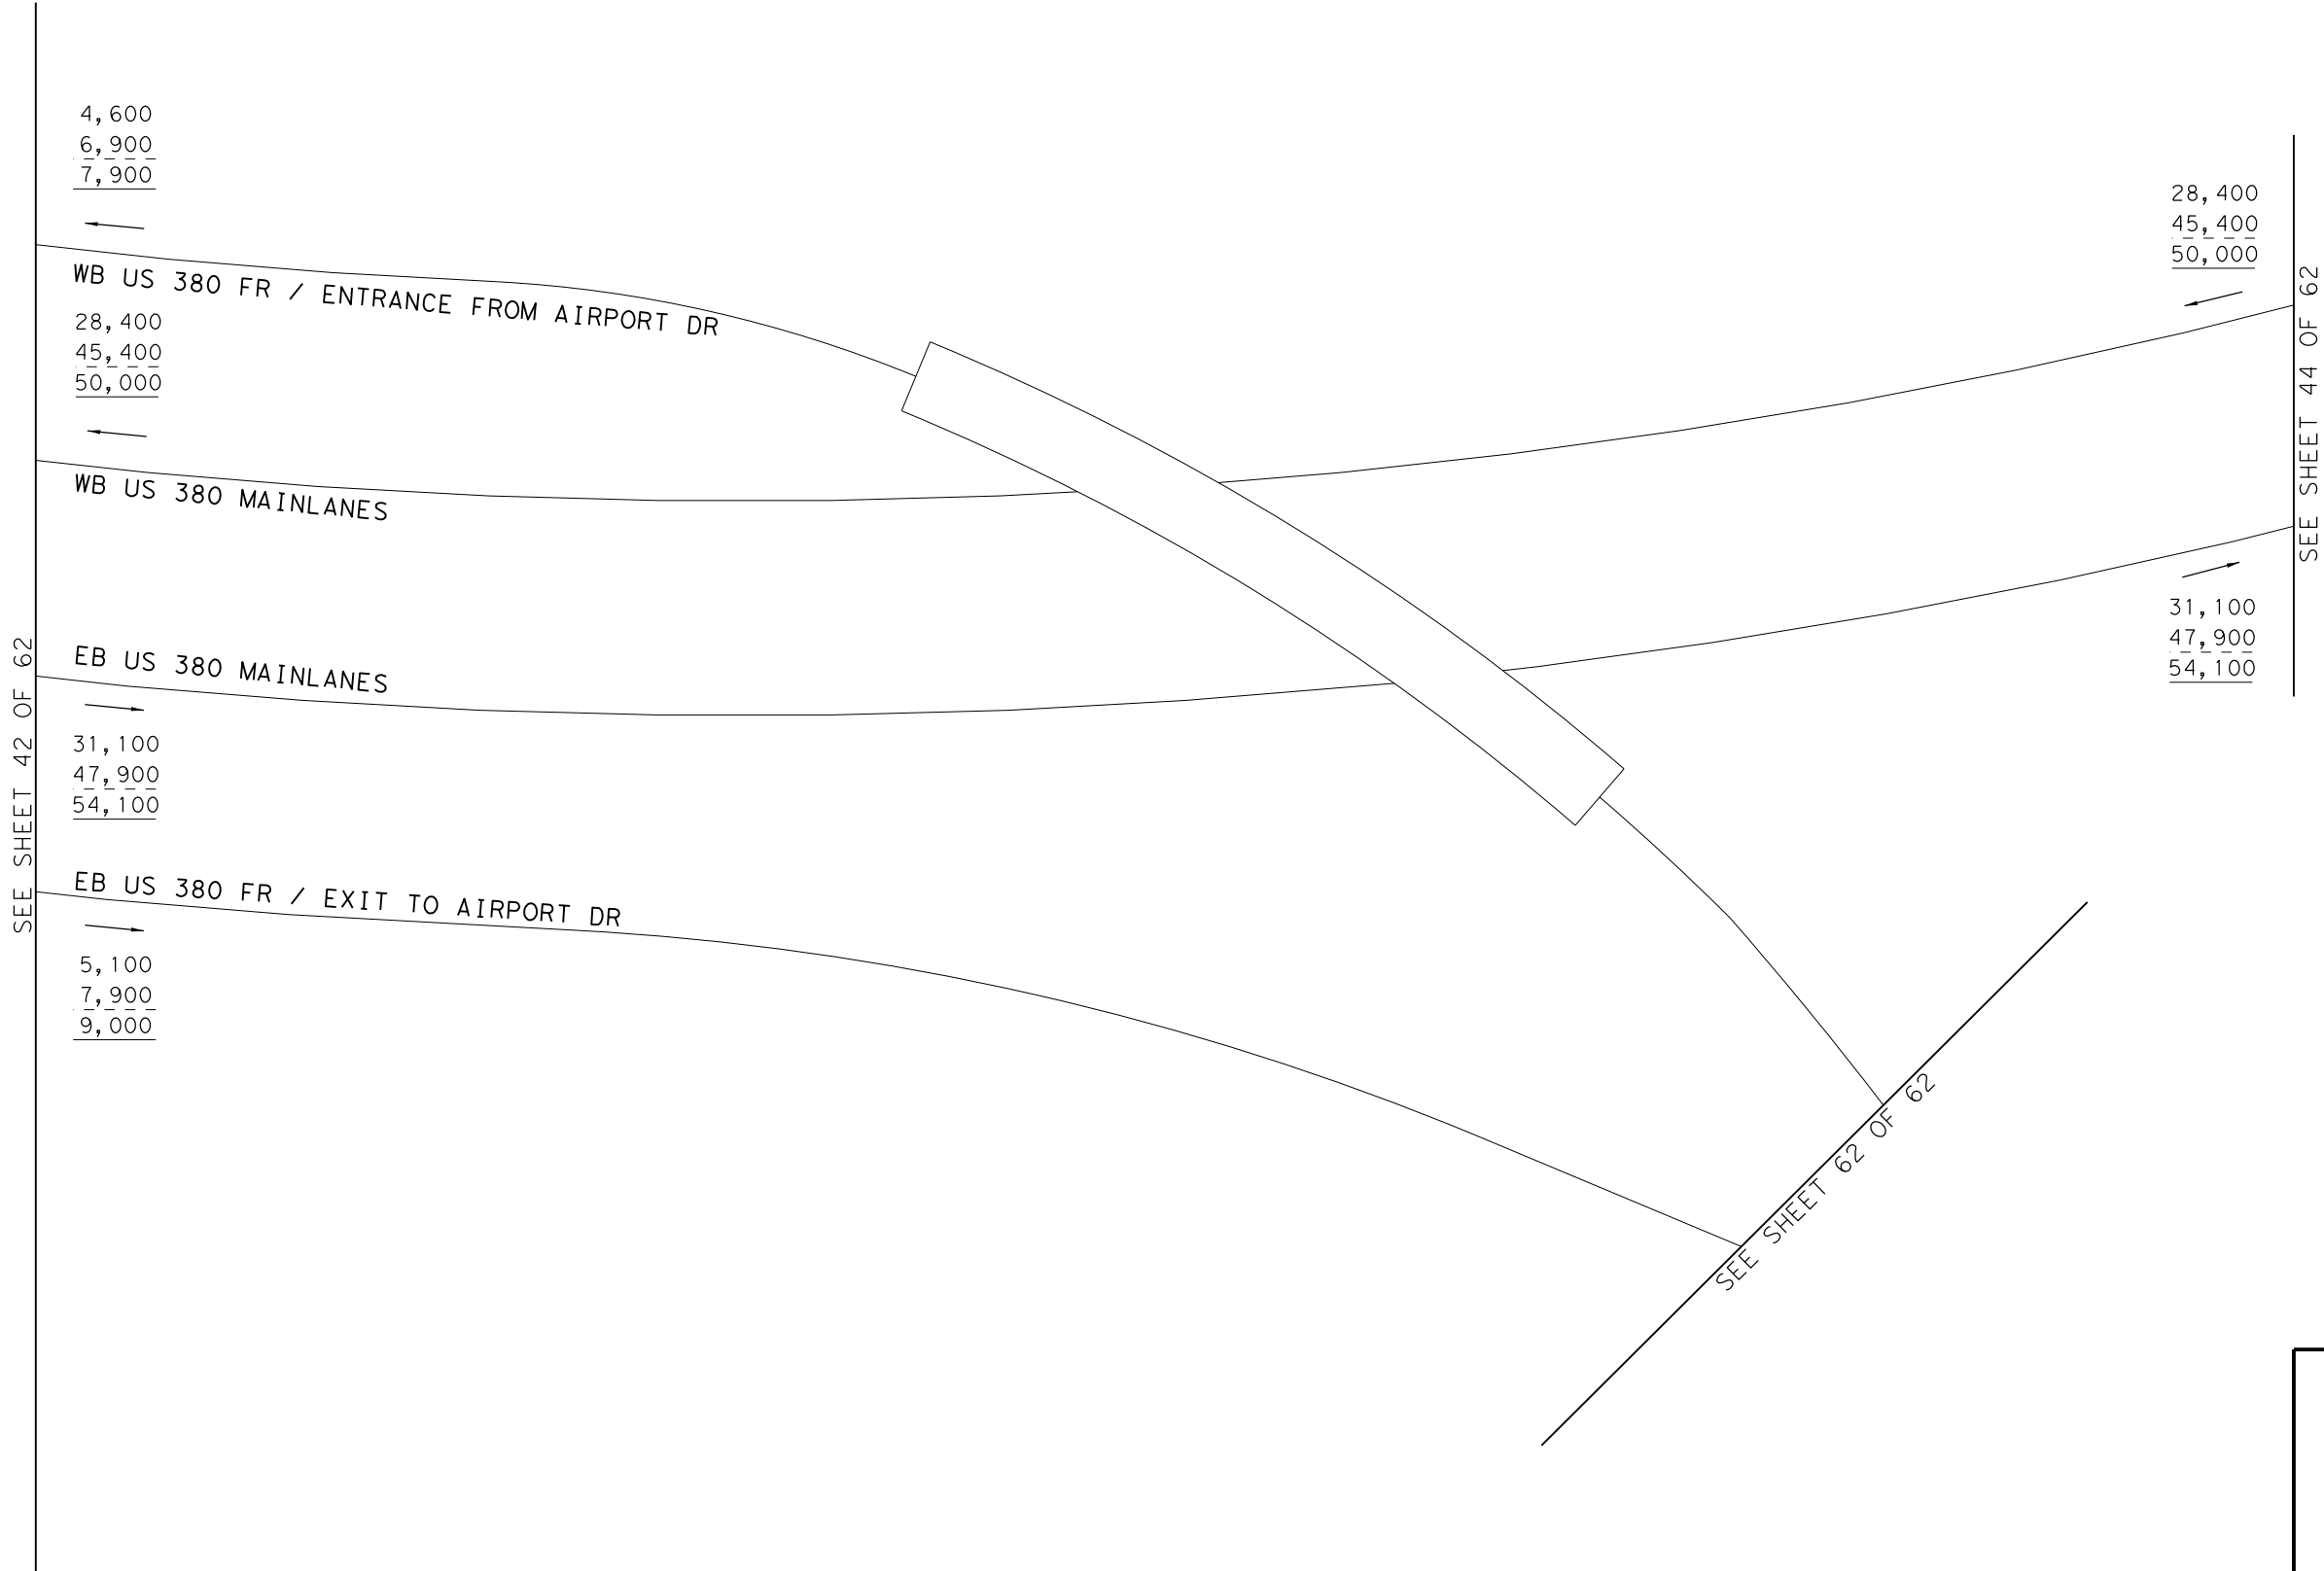 4,600
6,900
7,900
WB US 380 FR / ENTRANCE FROM AIRPORT DR
28,400
45,400
50,000
WB US 380 MAINLANES
28,400
45,400
50,000
SEE SHEET 44 OF 62
31,100
47,900
54,100
SEE SHEET 42 OF 62
EB US 380 MAINLANES
31,100
47,900
54,100
EB US 380 FR / EXIT TO AIRPORT DR
5,100
7,900
9,000
SEE SHEET 62 OF 62